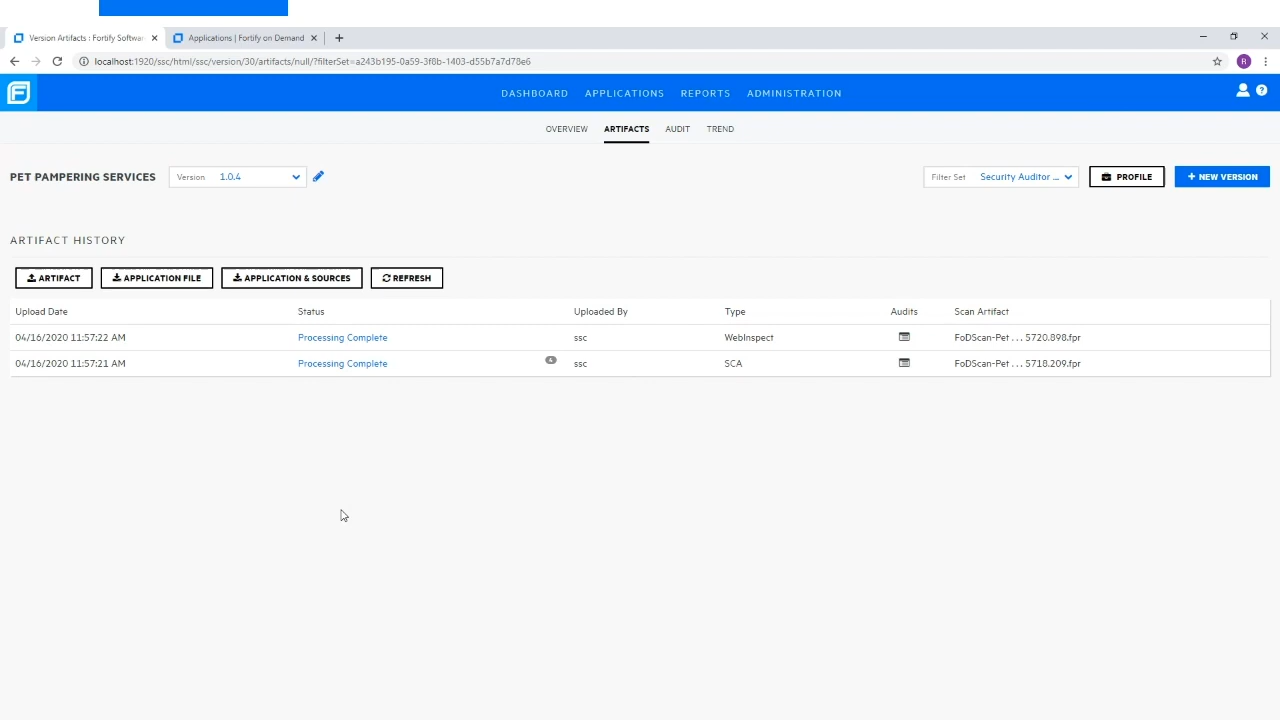 Version Artifacts : Fortify Softwar
Applications | Fortify on Demand
localhost:1920/ssc/html/ssc/version/30/artifacts/null/?filterSet=a243b195-0a59-3f8b-1403-d55b7a7d78e6
R
DASHBOARD APPLICATIONS REPORTS ADMINISTRATION
OVERVIEW ARTIFACTS AUDIT TREND
PET PAMPERING SERVICES Version 1.0.4 Filter Set Security Auditor ... PROFILE + NEW VERSION
ARTIFACT HISTORY
ARTIFACT APPLICATION FILE APPLICATION & SOURCES REFRESH
Upload Date Status Uploaded By Type Audits Scan Artifact
04/16/2020 11:57:22 AM Processing Complete ssc WebInspect FoDScan-Pet . . . 5720.898.fpr
04/16/2020 11:57:21 AM Processing Complete ssc SCA FoDScan-Pet . . . 5718.209.fpr